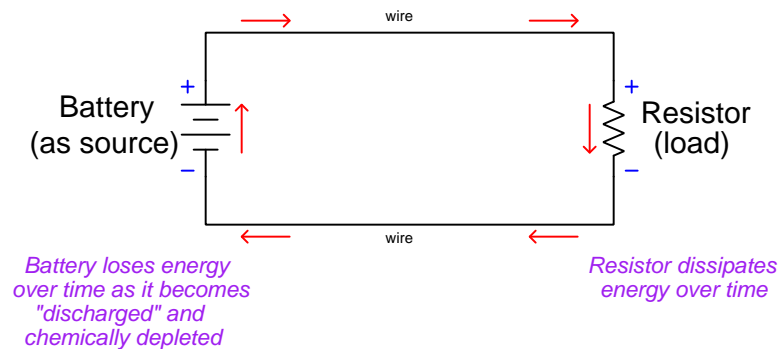 wire
+
Battery
(as source)
−
+
Resistor
(load)
−
wire
Battery loses energy
over time as it becomes
"discharged" and
chemically depleted
Resistor dissipates
energy over time